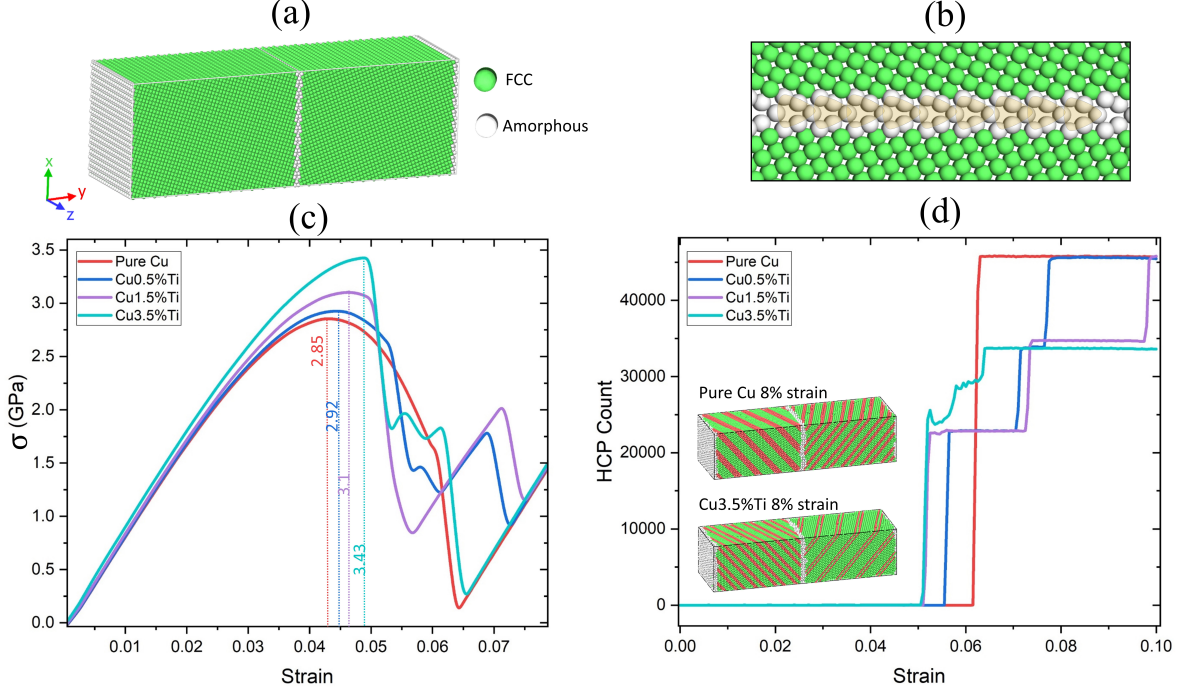 (a)
FCC
Amorphous
x
y
z
(b)
(c)
3.5
3.0
2.5
2.0
1.5
1.0
0.5
0.0
σ (GPa)
Pure Cu
Cu0.5%Ti
Cu1.5%Ti
Cu3.5%Ti
2.85
2.92
3.1
3.43
0.01 0.02 0.03 0.04 0.05 0.06 0.07
Strain
(d)
40000
30000
20000
10000
0
HCP Count
Pure Cu
Cu0.5%Ti
Cu1.5%Ti
Cu3.5%Ti
Pure Cu 8% strain
Cu3.5%Ti 8% strain
0.00 0.02 0.04 0.06 0.08 0.10
Strain